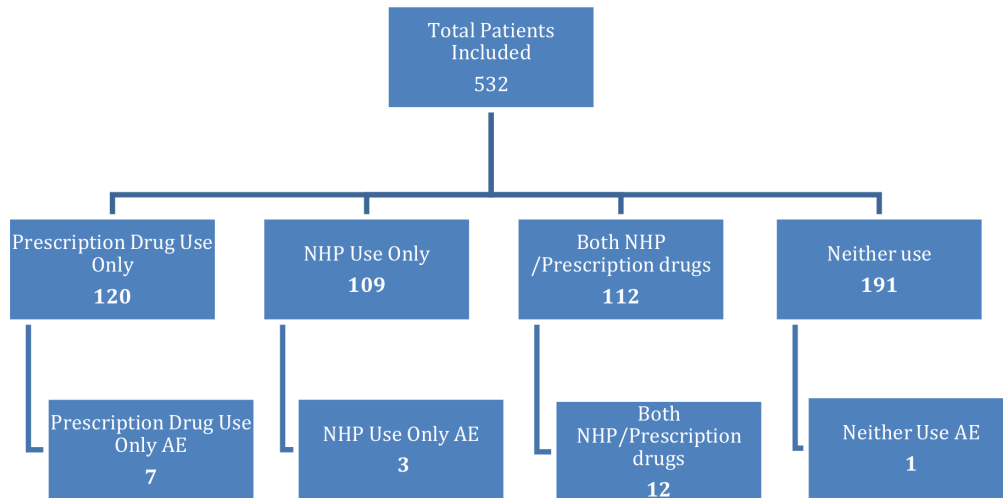 Total Patients
Included
532
Prescription Drug Use
Only
120
NHP Use Only
109
Both NHP
/Prescription drugs
112
Neither use
191
Prescription Drug Use
Only AE
7
NHP Use Only AE
3
Both
NHP/Prescription
drugs
12
Neither Use AE
1